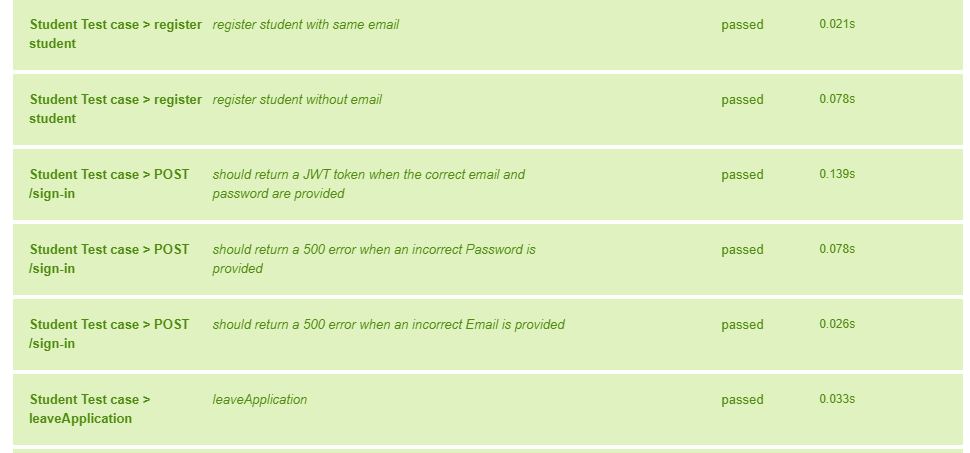 Student Test case > register student with same email passed 0.021s
student
Student Test case > register student without email passed 0.078s
student
Student Test case > POST should return a JWT token when the correct email and passed 0.139s
/sign-in password are provided
Student Test case > POST should return a 500 error when an incorrect Password is passed 0.078s
/sign-in provided
Student Test case > POST should return a 500 error when an incorrect Email is provided passed 0.026s
/sign-in
Student Test case > leaveApplication passed 0.033s
leaveApplication